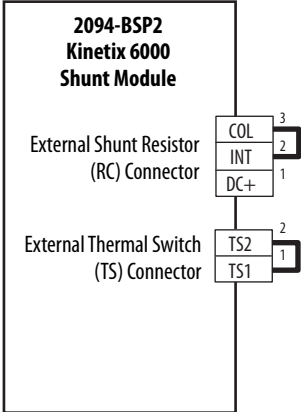 2094-BSP2
Kinetix 6000
Shunt Module
External Shunt Resistor
(RC) Connector
COL 3
INT 2
DC+ 1
External Thermal Switch
(TS) Connector
TS2 2
TS1 1